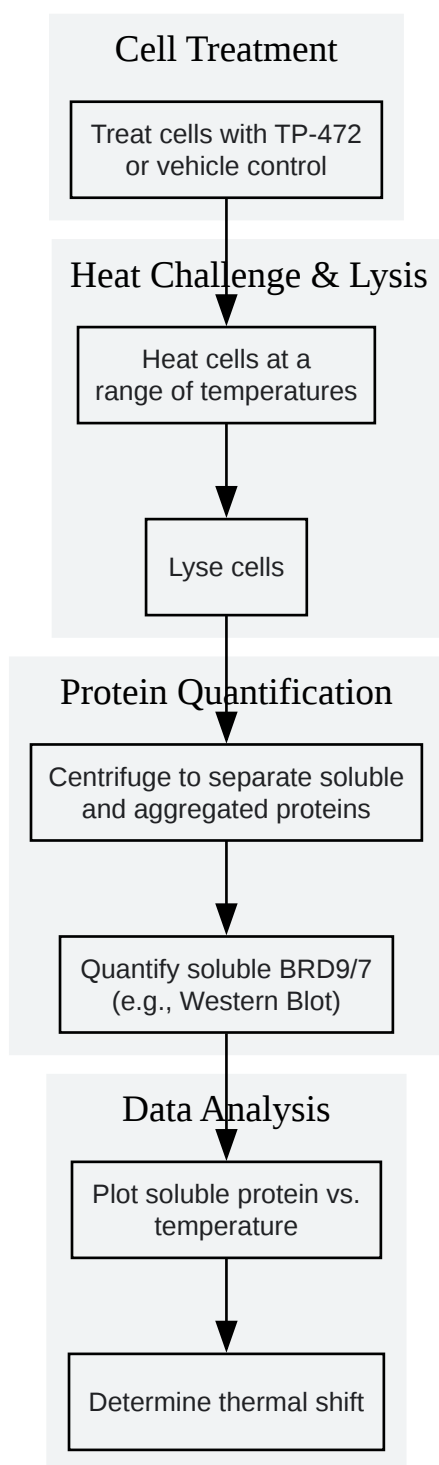 Cell Treatment
Treat cells with TP-472
or vehicle control
Heat Challenge & Lysis
Heat cells at a
range of temperatures
Lyse cells
Protein Quantification
Centrifuge to separate soluble
and aggregated proteins
Quantify soluble BRD9/7
(e.g., Western Blot)
Data Analysis
Plot soluble protein vs.
temperature
Determine thermal shift